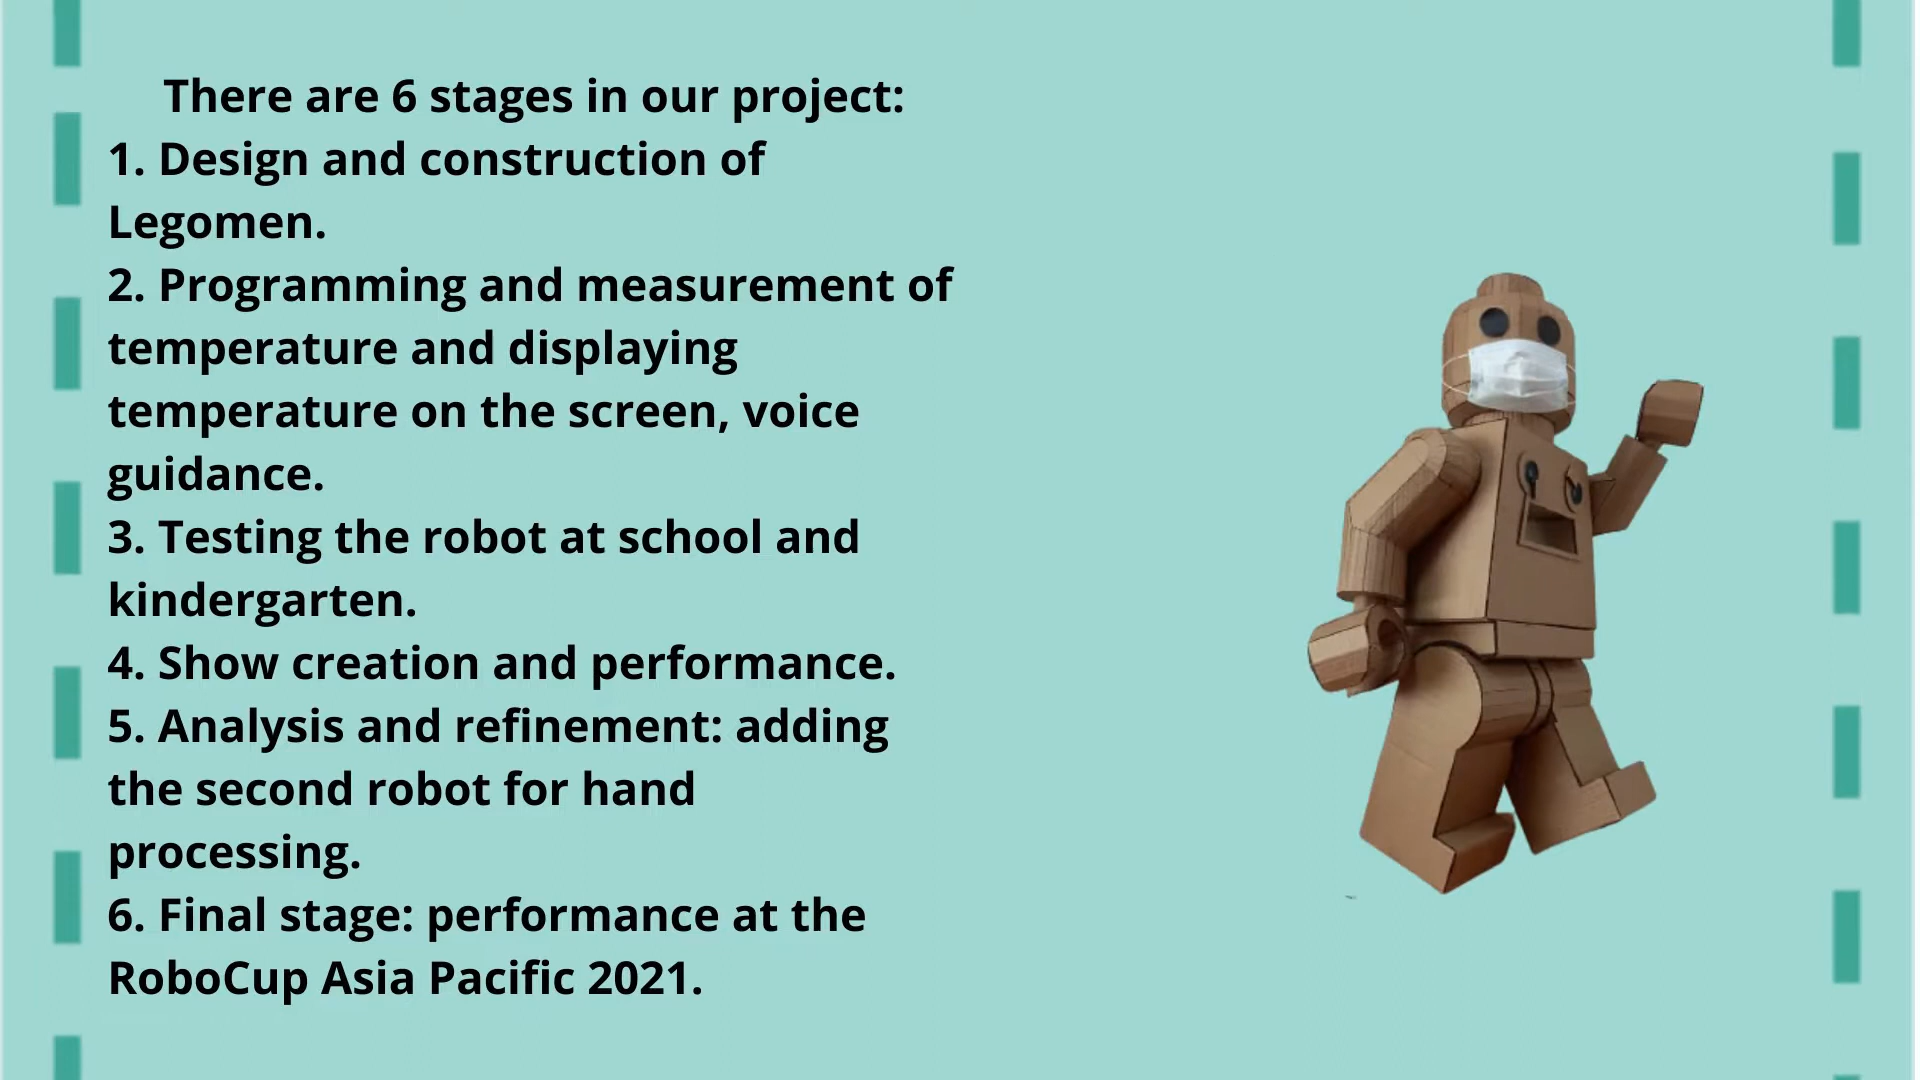 There are 6 stages in our project:
1. Design and construction of
Legomen.
2. Programming and measurement of
temperature and displaying
temperature on the screen, voice
guidance.
3. Testing the robot at school and
kindergarten.
4. Show creation and performance.
5. Analysis and refinement: adding
the second robot for hand
processing.
6. Final stage: performance at the
RoboCup Asia Pacific 2021.